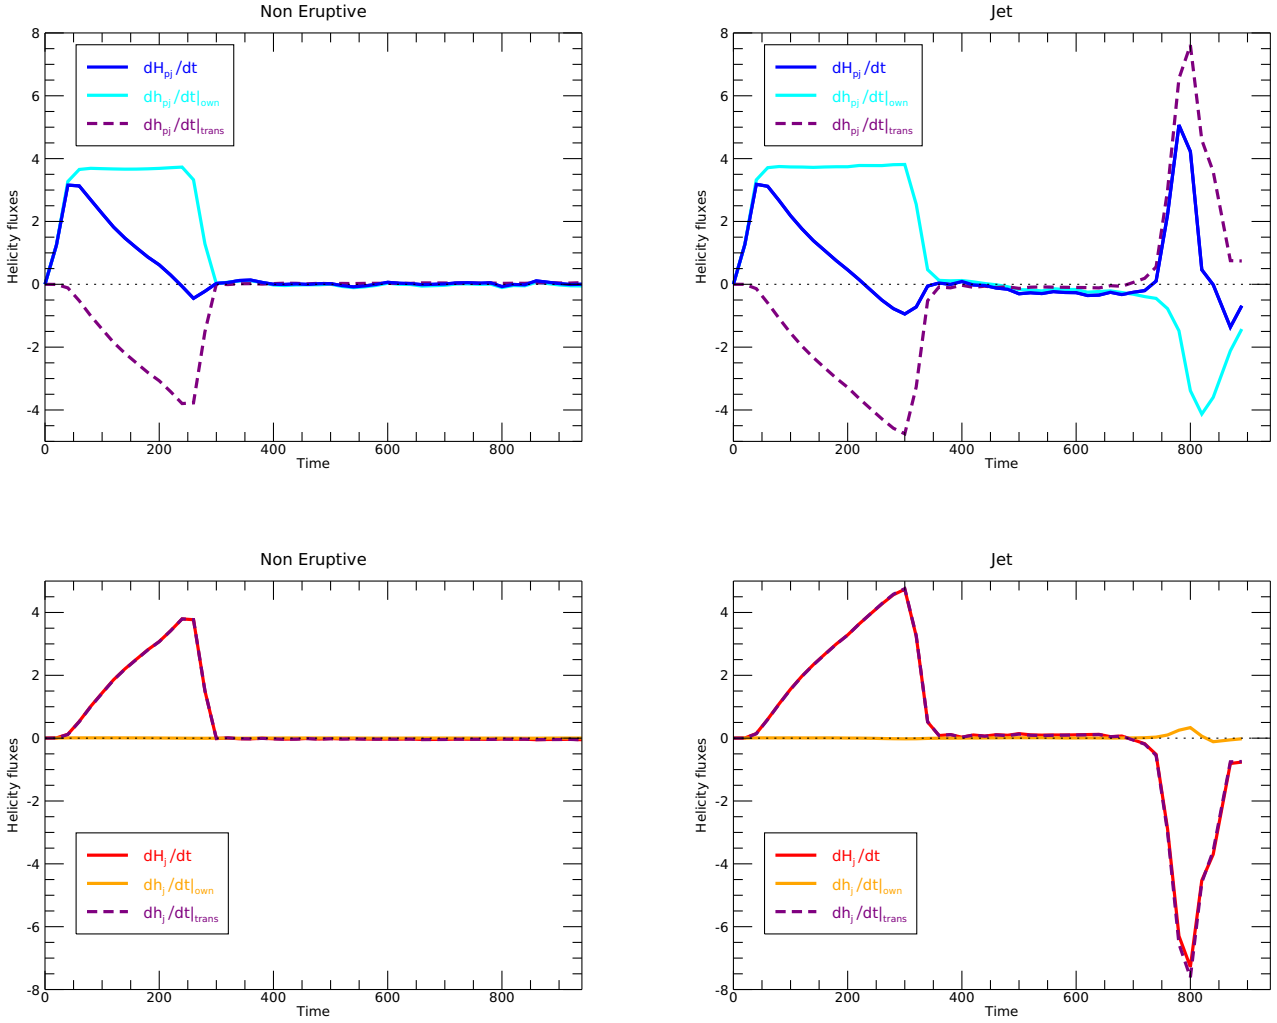 Non Eruptive
8
6
4
2
0
-2
-4
Helicity fluxes
dH_pj/dt
dh_pj/dt|_own
dh_pj/dt|_trans
0 200 400 600 800
Time
Jet
8
6
4
2
0
-2
-4
Helicity fluxes
dH_pj/dt
dh_pj/dt|_own
dh_pj/dt|_trans
0 200 400 600 800
Time
Non Eruptive
4
2
0
-2
-4
-6
-8
Helicity fluxes
dH_j/dt
dh_j/dt|_own
dh_j/dt|_trans
0 200 400 600 800
Time
Jet
4
2
0
-2
-4
-6
-8
Helicity fluxes
dH_j/dt
dh_j/dt|_own
dh_j/dt|_trans
0 200 400 600 800
Time